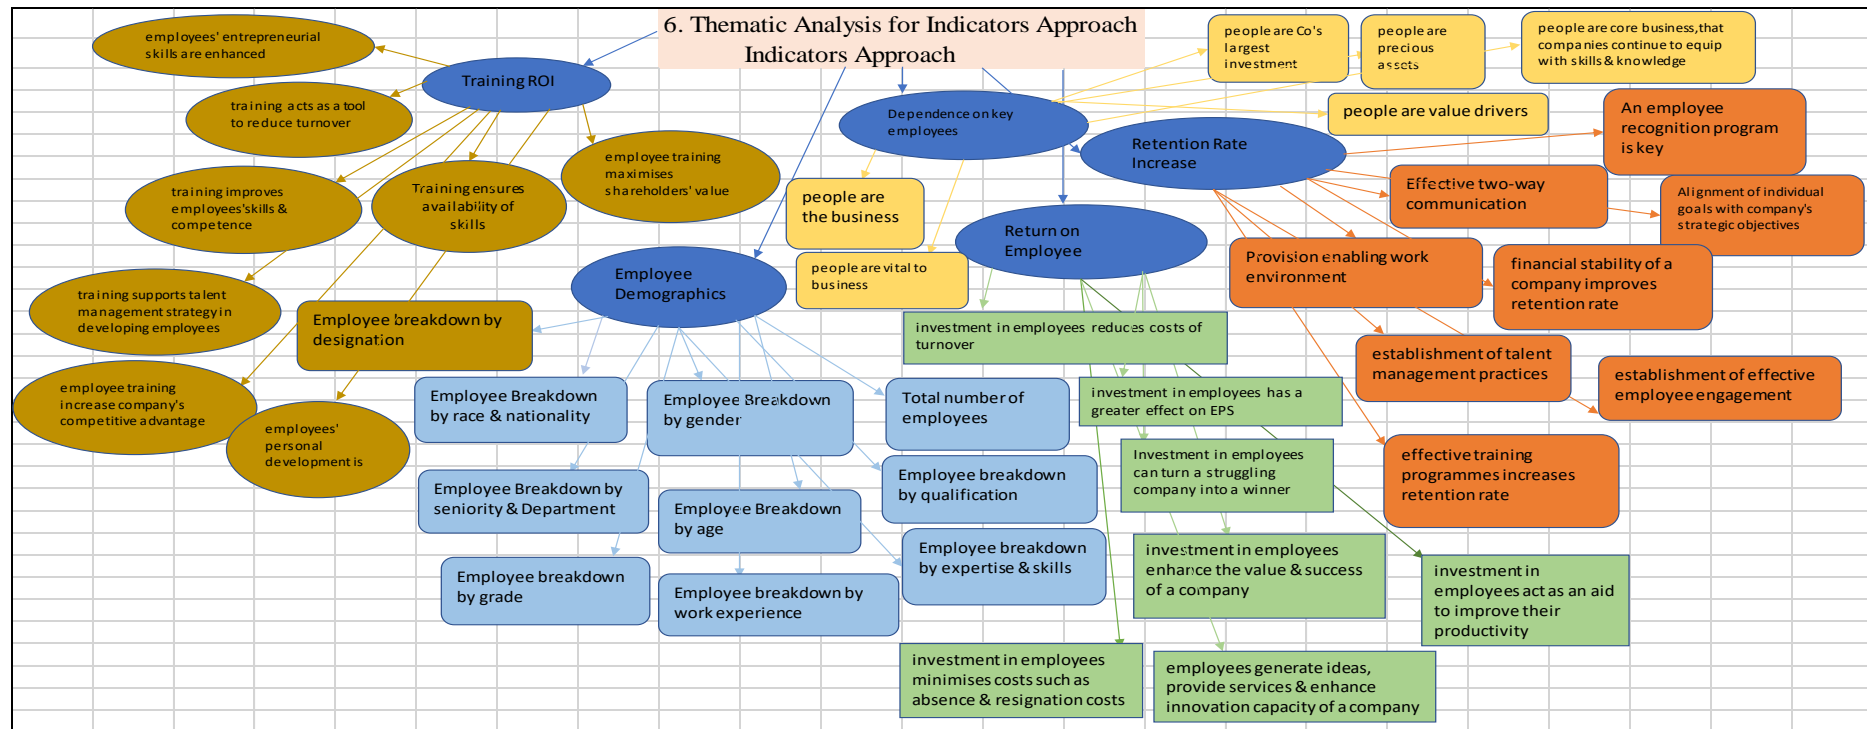 6. Thematic Analysis for Indicators Approach
Indicators Approach
employees' entrepreneurial
skills are enhanced
Training ROI
training acts as a tool
to reduce turnover
employee training
maximises
shareholders' value
training improves
employees'skills &
competence
Training ensures
availability of
skills
training supports talent
management strategy in
developing employees
employee training
increase company's
competitive advantage
employees'
personal
development is
Employee Demographics
Employee breakdown by
designation
Employee Breakdown
by race & nationality
Employee Breakdown
by gender
Total number of
employees
Employee Breakdown by
seniority & Department
Employee Breakdown
by age
Employee breakdown
by qualification
Employee breakdown
by grade
Employee breakdown by
work experience
Employee breakdown
by expertise & skills
Dependence on key
employees
people are Co's
largest
investment
people are
precious
assets
people are core business,that
companies continue to equip
with skills & knowledge
people are value drivers
people are
the business
people are vital to
business
Retention Rate
Increase
An employee
recognition program
is key
Effective two-way
communication
Alignment of individual
goals with company's
strategic objectives
Provision enabling work
environment
financial stability of a
company improves
retention rate
establishment of talent
management practices
establishment of effective
employee engagement
effective training
programmes increases
retention rate
Return on
Employee
investment in employees reduces costs of
turnover
investment in employees has a
greater effect on EPS
Investment in employees
can turn a struggling
company into a winner
investment in employees
enhance the value & success
of a company
investment in
employees act as an aid
to improve their
productivity
investment in employees
minimises costs such as
absence & resignation costs
employees generate ideas,
provide services & enhance
innovation capacity of a company